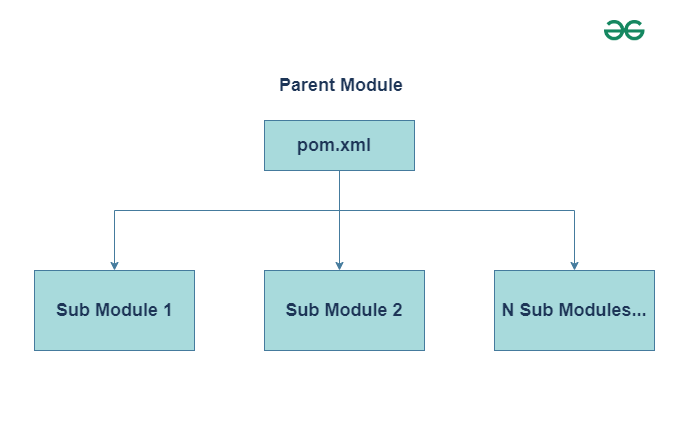 Parent Module
pom.xml
Sub Module 1
Sub Module 2
N Sub Modules...